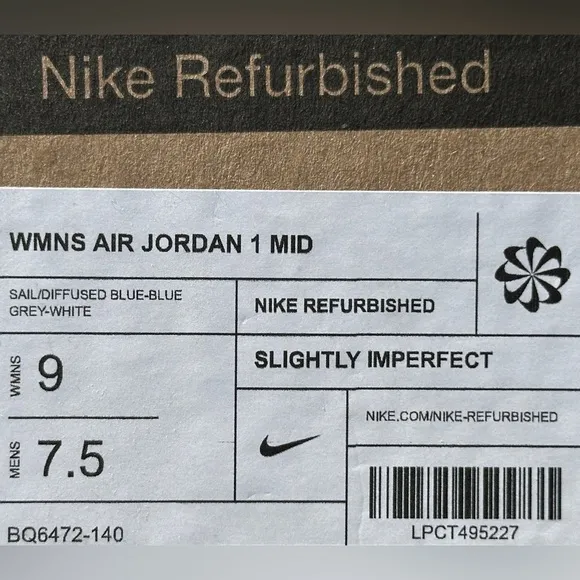 Nike Refurbished
WMNS AIR JORDAN 1 MID
SAIL/DIFFUSED BLUE-BLUE
GREY-WHITE
NIKE REFURBISHED
SLIGHTLY IMPERFECT
WMNS 9
MENS 7.5
NIKE.COM/NIKE-REFURBISHED
BQ6472-140
LPCT495227